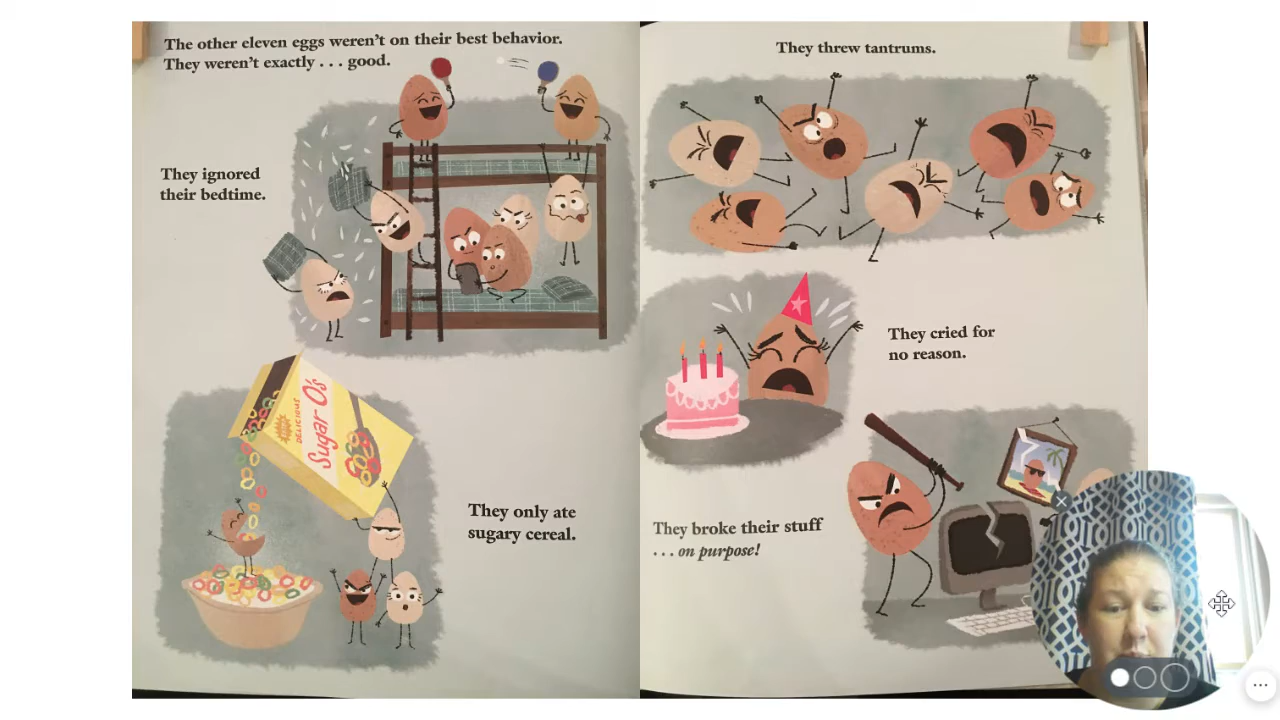 The other eleven eggs weren't on their best behavior.
They weren't exactly . . . good.
They ignored
their bedtime.
DELICIOUS
Sugar O's
They only ate
sugary cereal.
They threw tantrums.
They cried for
no reason.
They broke their stuff
. . . on purpose!